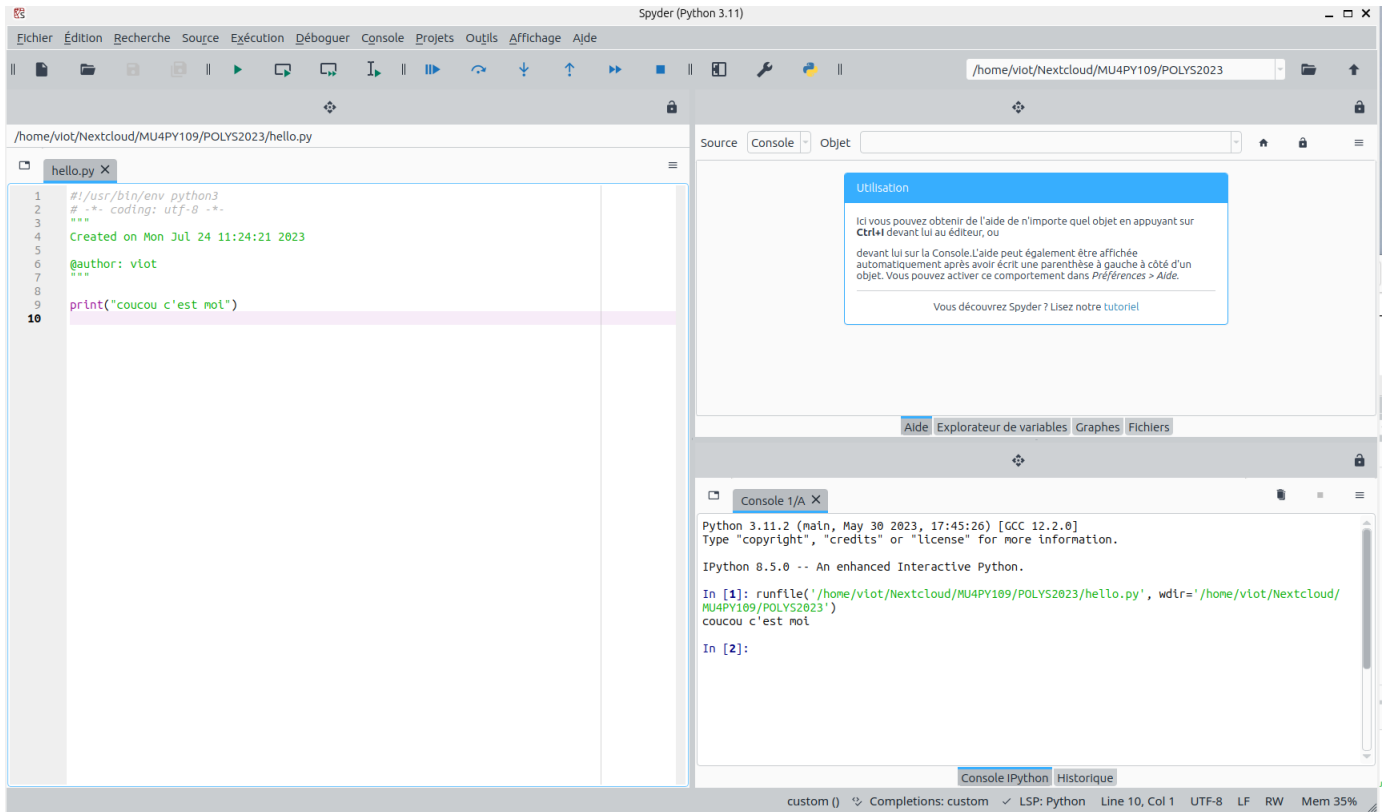 Spyder (Python 3.11)
Fichier Édition Recherche Source Exécution Déboguer Console Projets Outils Affichage Aide
/home/viot/Nextcloud/MU4PY109/POLYS2023
/home/viot/Nextcloud/MU4PY109/POLYS2023/hello.py
hello.py
1 #!/usr/bin/env python3
2 # -*- coding: utf-8 -*-
3 """
4 Created on Mon Jul 24 11:24:21 2023
5
6 @author: viot
7 """
8
9 print("coucou c'est moi")
10
Source Console Objet
Utilisation
Ici vous pouvez obtenir de l'aide de n'importe quel objet en appuyant sur
Ctrl+I devant lui au éditeur, ou
devant lui sur la Console.L'aide peut également être affichée
automatiquement après avoir écrit une parenthèse à gauche à côté d'un
objet. Vous pouvez activer ce comportement dans Préférences > Aide.
Vous découvrez Spyder ? Lisez notre tutoriel
Aide Explorateur de variables Graphes Fichiers
Console 1/A
Python 3.11.2 (main, May 30 2023, 17:45:26) [GCC 12.2.0]
Type "copyright", "credits" or "license" for more information.
IPython 8.5.0 -- An enhanced Interactive Python.
In [1]: runfile('/home/viot/Nextcloud/MU4PY109/POLYS2023/hello.py', wdir='/home/viot/Nextcloud/
MU4PY109/POLYS2023')
coucou c'est moi
In [2]:
Console IPython Historique
custom () Completions: custom LSP: Python Line 10, Col 1 UTF-8 LF RW Mem 35%